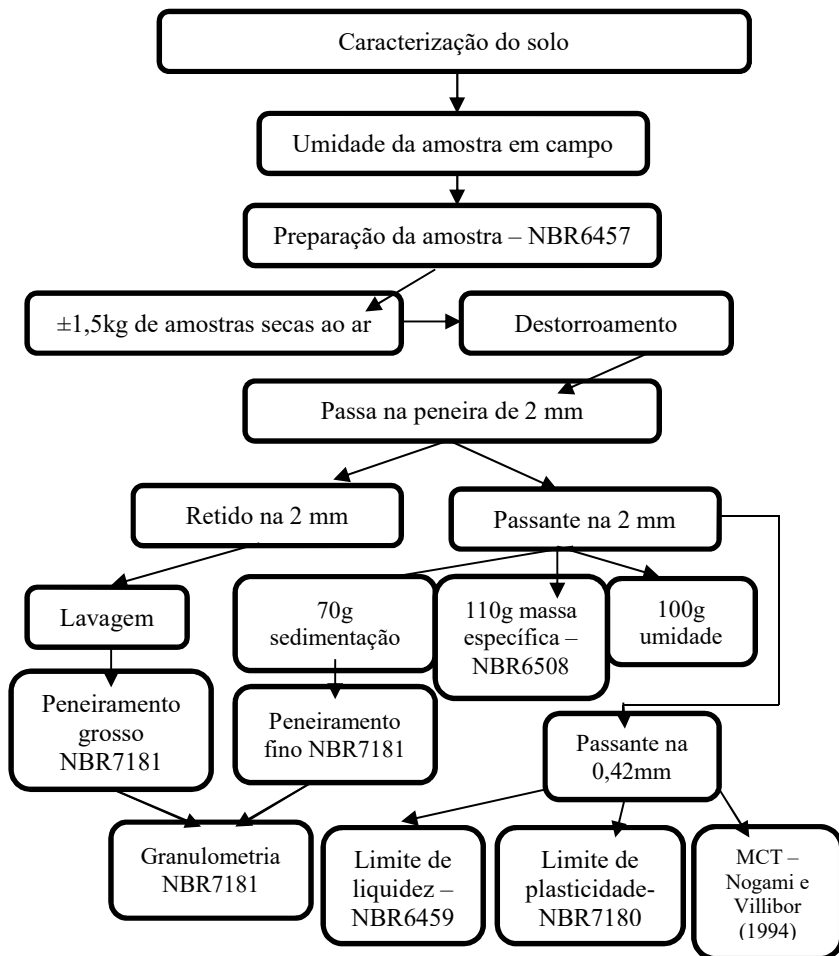 Caracterização do solo
Umidade da amostra em campo
Preparação da amostra – NBR6457
±1,5kg de amostras secas ao ar
Destorroamento
Passa na peneira de 2 mm
Retido na 2 mm
Passante na 2 mm
Lavagem
70g
sedimentação
110g massa
específica –
NBR6508
100g
umidade
Peneiramento
grosso
NBR7181
Peneiramento
fino NBR7181
Passante na
0,42mm
Granulometria
NBR7181
Limite de
liquidez –
NBR6459
Limite de
plasticidade-
NBR7180
MCT –
Nogami e
Villibor
(1994)